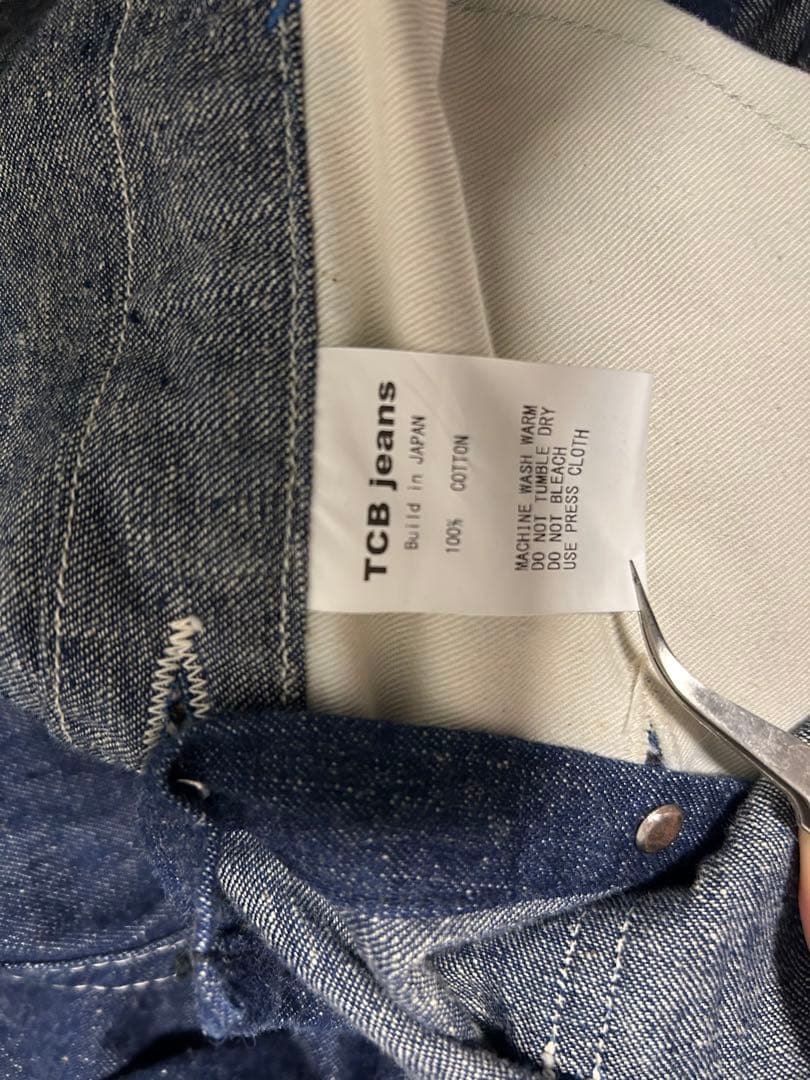 TCB jeans
Build in JAPAN
100% COTTON
MACHINE WASH WARM
DO NOT TUMBLE DRY
DO NOT BLEACH
USE PRESS CLOTH